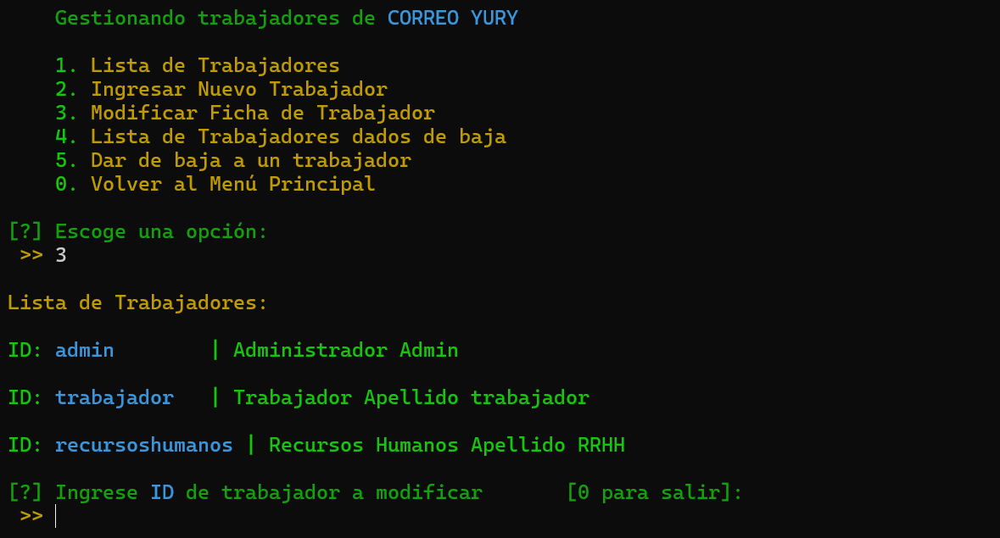 Gestionando trabajadores de CORREO YURY
1. Lista de Trabajadores
2. Ingresar Nuevo Trabajador
3. Modificar Ficha de Trabajador
4. Lista de Trabajadores dados de baja
5. Dar de baja a un trabajador
0. Volver al Menú Principal
[?] Escoge una opción:
>> 3
Lista de Trabajadores:
ID: admin | Administrador Admin
ID: trabajador | Trabajador Apellido trabajador
ID: recursoshumanos | Recursos Humanos Apellido RRHH
[?] Ingrese ID de trabajador a modificar [0 para salir]:
>>